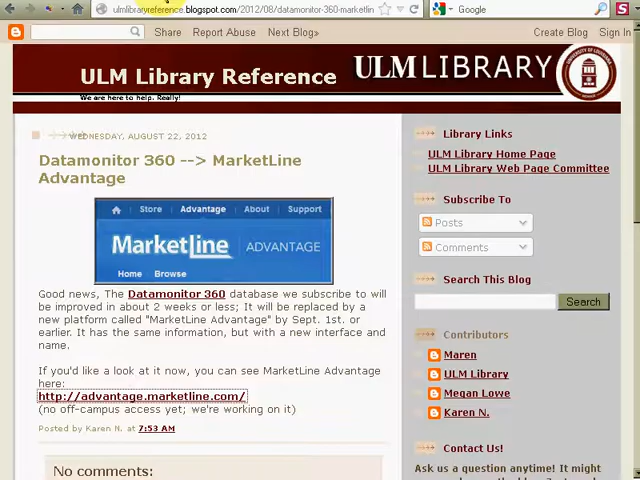 ulmlibraryreference.blogspot.com/2012/08/datamonitor-360-marketlin
Google
Share Report Abuse Next Blog» Create Blog Sign In
ULM Library Reference
ULM LIBRARY
We are here to help. Really!
WEDNESDAY, AUGUST 22, 2012
Datamonitor 360 --> MarketLine
Advantage
Store Advantage About Support
MarketLine ADVANTAGE
Home Browse
Good news, The Datamonitor 360 database we subscribe to will
be improved in about 2 weeks or less; It will be replaced by a
new platform called "MarketLine Advantage" by Sept. 1st. or
earlier. It has the same information, but with a new interface and
name.
If you'd like a look at it now, you can see MarketLine Advantage
here:
http://advantage.marketline.com/
(no off-campus access yet; we're working on it)
Posted by Karen N. at 7:53 AM
No comments:
Library Links
ULM Library Home Page
ULM Library Web Page Committee
Subscribe To
Posts
Comments
Search This Blog
Search
Contributors
Maren
ULM Library
Megan Lowe
Karen N.
Contact Us!
Ask us a question anytime! It might